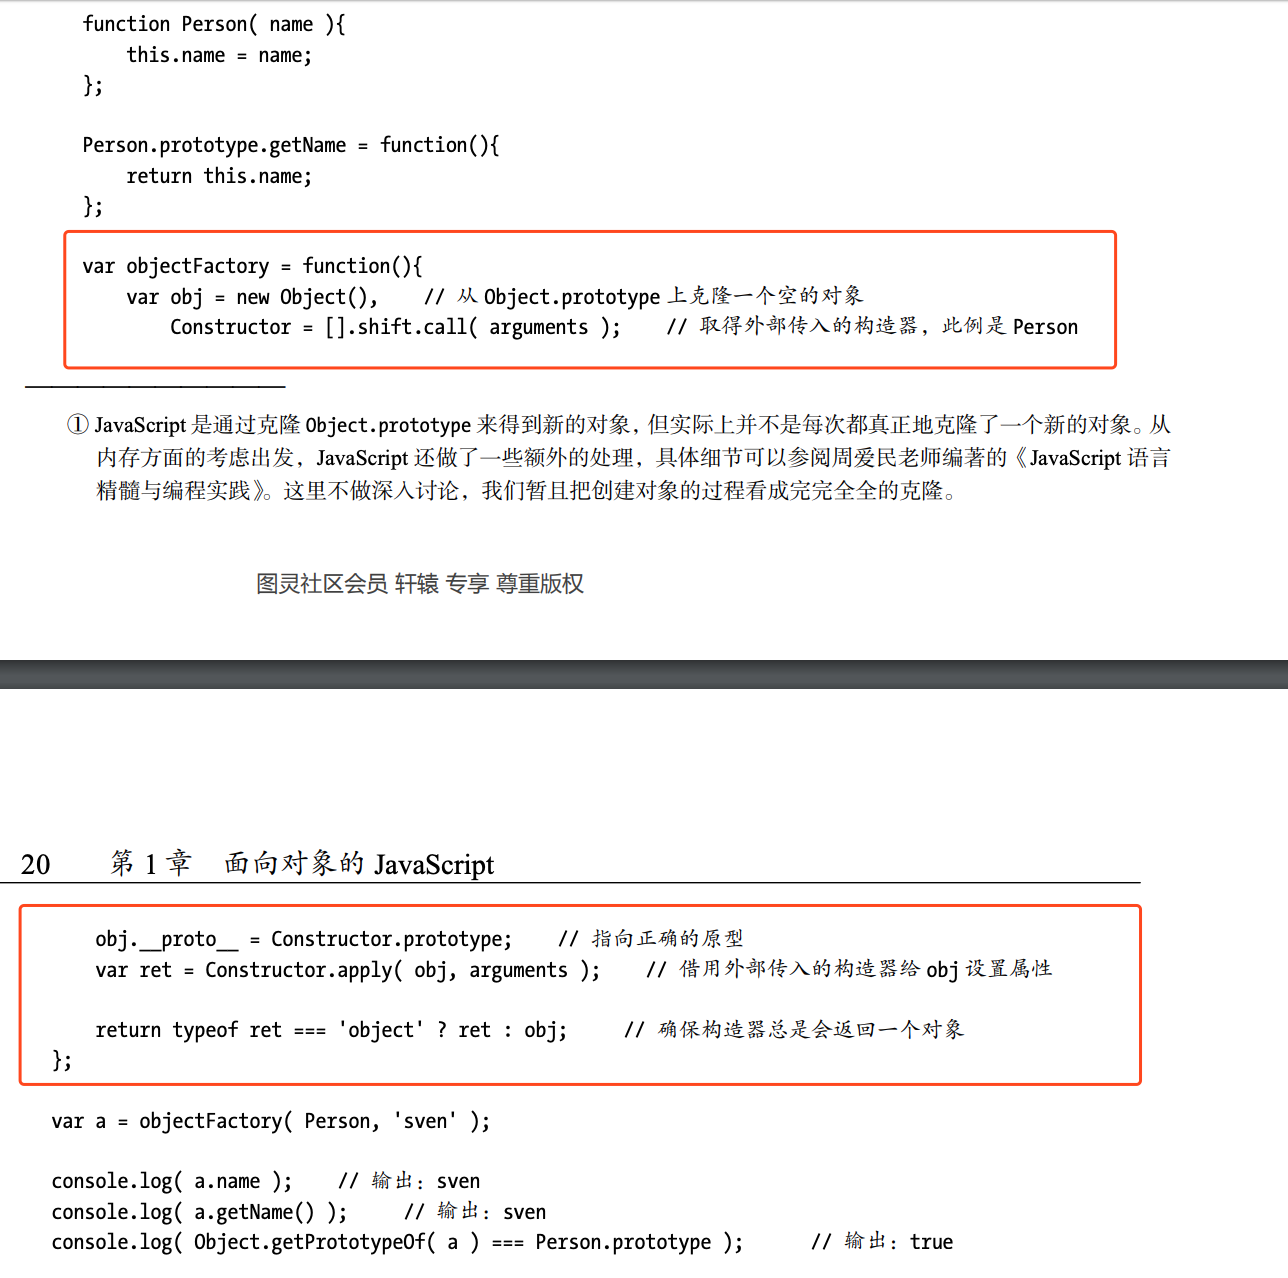 function Person( name ){
this.name = name;
};
Person.prototype.getName = function(){
return this.name;
};
var objectFactory = function(){
var obj = new Object(),    // 从 Object.prototype 上克隆一个空的对象
Constructor = [].shift.call( arguments );    // 取得外部传入的构造器，此例是 Person
① JavaScript 是通过克隆 Object.prototype 来得到新的对象，但实际上并不是每次都真正地克隆了一个新的对象。从
内存方面的考虑出发，JavaScript 还做了一些额外的处理，具体细节可以参阅周爱民老师编著的《JavaScript 语言
精髓与编程实践》。这里不做深入讨论，我们暂且把创建对象的过程看成完完全全的克隆。
图灵社区会员 轩辕 专享 尊重版权
20    第 1 章    面向对象的 JavaScript
obj.__proto__ = Constructor.prototype;    // 指向正确的原型
var ret = Constructor.apply( obj, arguments );    // 借用外部传入的构造器给 obj 设置属性
return typeof ret === 'object' ? ret : obj;    // 确保构造器总是会返回一个对象
};
var a = objectFactory( Person, 'sven' );
console.log( a.name );    // 输出：sven
console.log( a.getName() );    // 输出：sven
console.log( Object.getPrototypeOf( a ) === Person.prototype );    // 输出：true